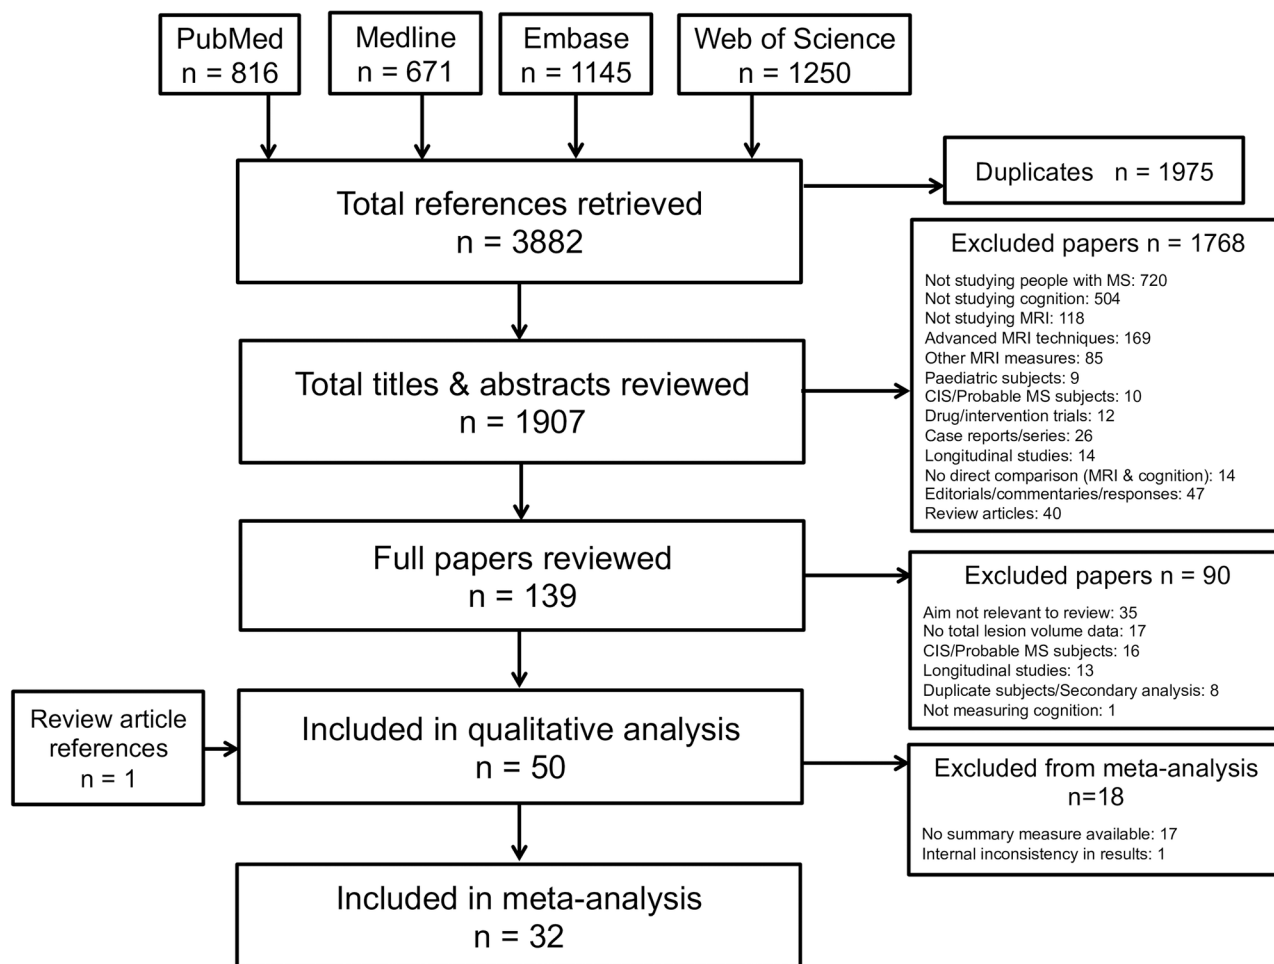 PubMed
n = 816
Medline
n = 671
Embase
n = 1145
Web of Science
n = 1250
Total references retrieved
n = 3882
Duplicates n = 1975
Total titles & abstracts reviewed
n = 1907
Excluded papers n = 1768
Not studying people with MS: 720
Not studying cognition: 504
Not studying MRI: 118
Advanced MRI techniques: 169
Other MRI measures: 85
Paediatric subjects: 9
CIS/Probable MS subjects: 10
Drug/intervention trials: 12
Case reports/series: 26
Longitudinal studies: 14
No direct comparison (MRI & cognition): 14
Editorials/commentaries/responses: 47
Review articles: 40
Full papers reviewed
n = 139
Excluded papers n = 90
Aim not relevant to review: 35
No total lesion volume data: 17
CIS/Probable MS subjects: 16
Longitudinal studies: 13
Duplicate subjects/Secondary analysis: 8
Not measuring cognition: 1
Review article
references
n = 1
Included in qualitative analysis
n = 50
Excluded from meta-analysis
n=18
No summary measure available: 17
Internal inconsistency in results: 1
Included in meta-analysis
n = 32